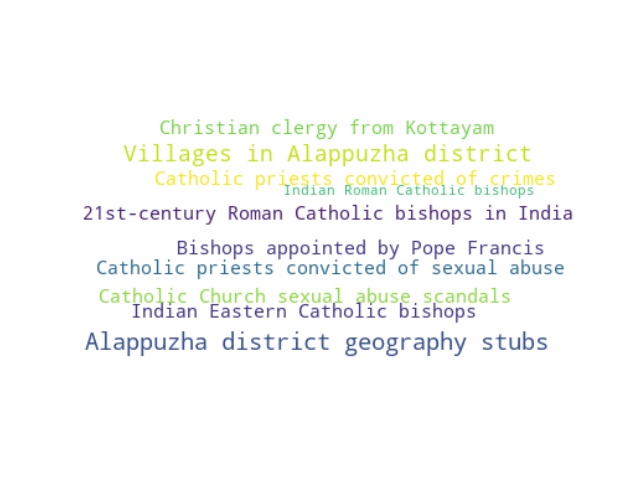 Christian clergy from Kottayam
Villages in Alappuzha district
Catholic priests convicted of crimes
Indian Roman Catholic bishops
21st-century Roman Catholic bishops in India
Bishops appointed by Pope Francis
Catholic priests convicted of sexual abuse
Catholic Church sexual abuse scandals
Indian Eastern Catholic bishops
Alappuzha district geography stubs